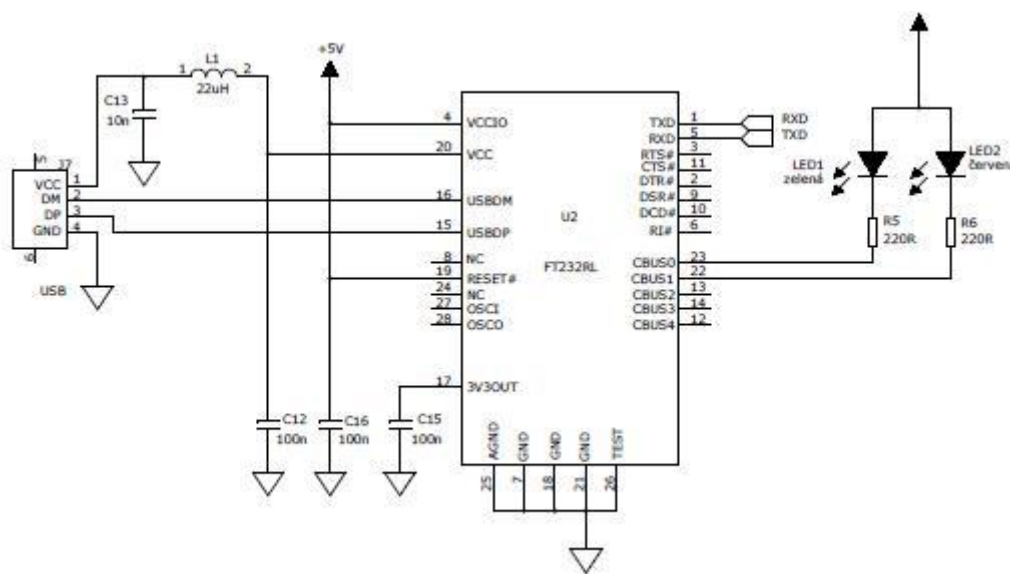 +5V
L1
1
2
22uH
C13
10n
5
J7
VCC 1
DM 2
DP 3
GND 4
6
USB
4 VCCIO
20 VCC
16 USBDM
15 USBDP
8 NC
19 RESET#
24 NC
27 OSCI
28 OSCO
17 3V3OUT
U2
FT232RL
TXD 1
RXD 5
RTS# 3
CTS# 11
DTR# 2
DSR# 9
DCD# 10
RI# 6
CBUS0 23
CBUS1 22
CBUS2 13
CBUS3 14
CBUS4 12
RXD
TXD
LED1
zelená
LED2
červen
R5
220R
R6
220R
C12
100n
C16
100n
C15
100n
AGND
GND
GND
GND
TEST
25
7
18
21
26